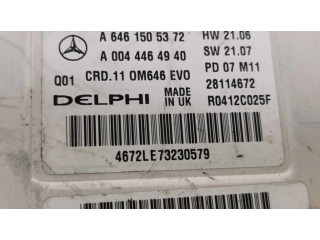 A 646 150 53 72 HW 21.06
A 004 446 49 40 SW 21.07
Q01 CRD.11 OM646 EVO PD 07 M11
DELPHI MADE IN UK 28114672
R0412C025F
4672LE73230579